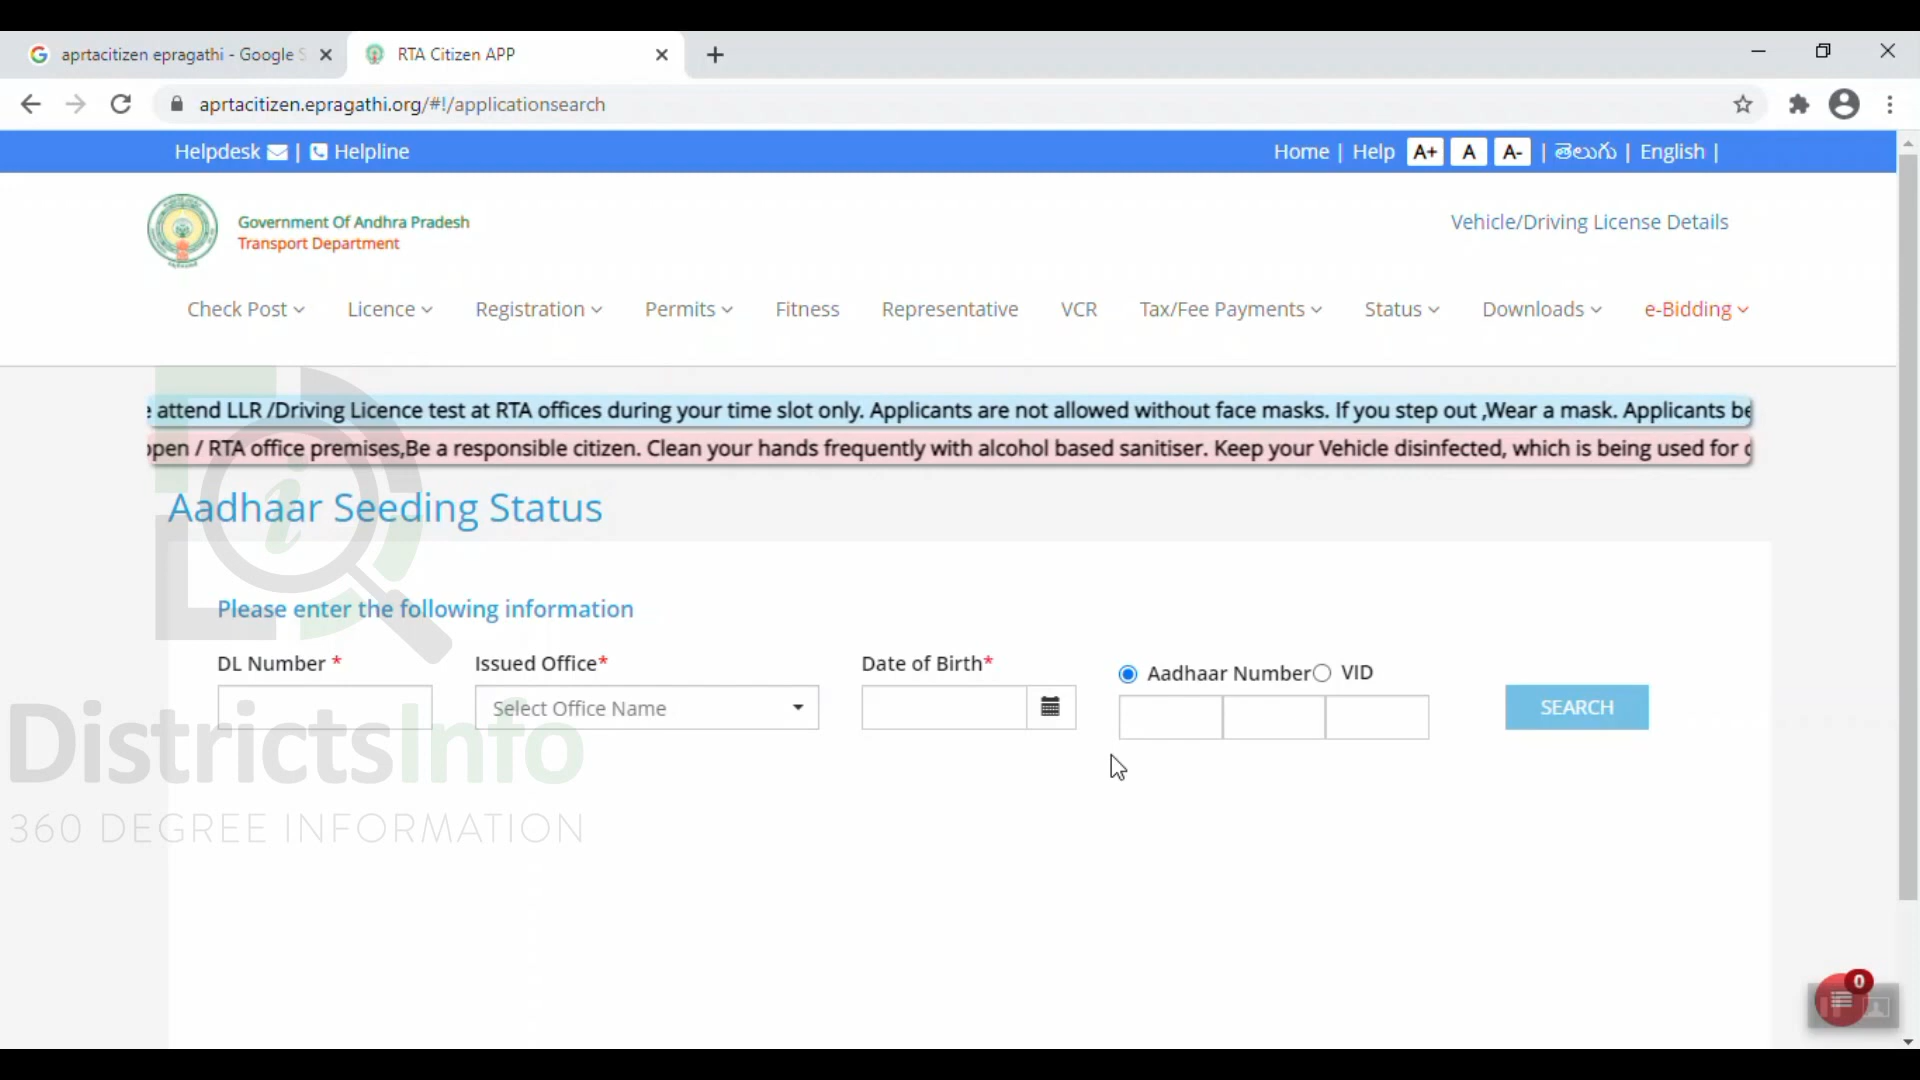 aprtacitizen epragathi - Google S
RTA Citizen APP
aprtacitizen.epragathi.org/#!/applicationsearch
Helpdesk | Helpline
Home | Help A+ A A- | తెలుగు | English |
Government Of Andhra Pradesh
Transport Department
Vehicle/Driving License Details
Check Post Licence Registration Permits Fitness Representative VCR Tax/Fee Payments Status Downloads e-Bidding
attend LLR /Driving Licence test at RTA offices during your time slot only. Applicants are not allowed without face masks. If you step out ,Wear a mask. Applicants be
open / RTA office premises,Be a responsible citizen. Clean your hands frequently with alcohol based sanitiser. Keep your Vehicle disinfected, which is being used for
Aadhaar Seeding Status
Please enter the following information
DL Number * Issued Office* Date of Birth* Aadhaar Number VID
Select Office Name
SEARCH
DistrictsInfo
360 DEGREE INFORMATION
0